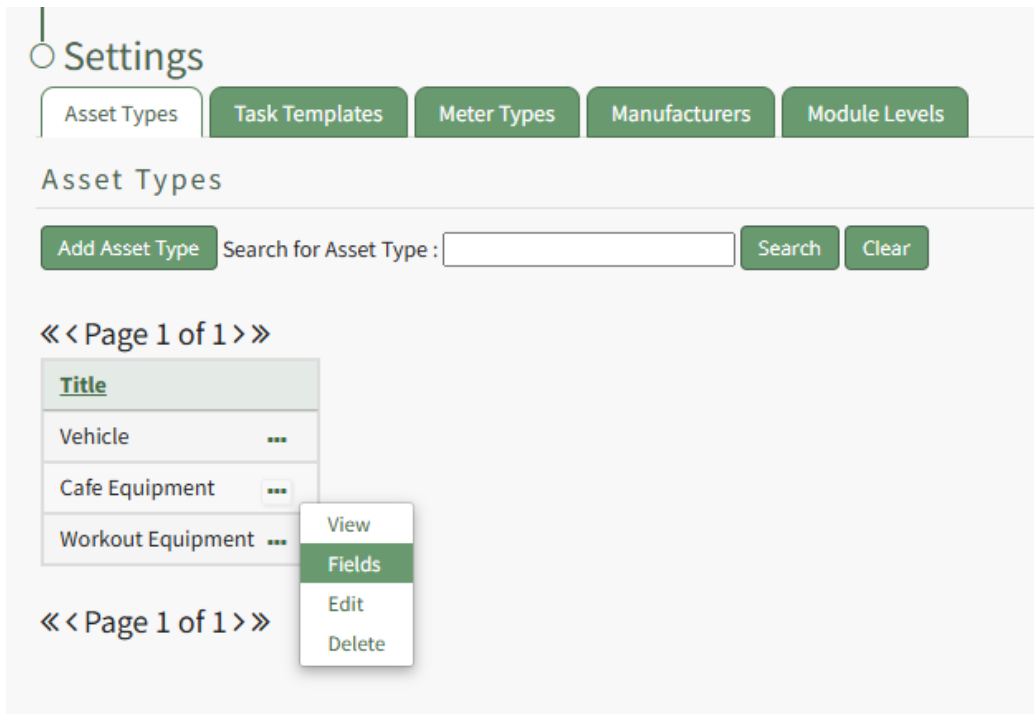 Settings
Asset Types Task Templates Meter Types Manufacturers Module Levels
Asset Types
Add Asset Type Search for Asset Type : Search Clear
«‹ Page 1 of 1 ›»
Title
Vehicle ...
Cafe Equipment ...
View
Workout Equipment ...
Fields
Edit
«‹ Page 1 of 1 ›»
Delete